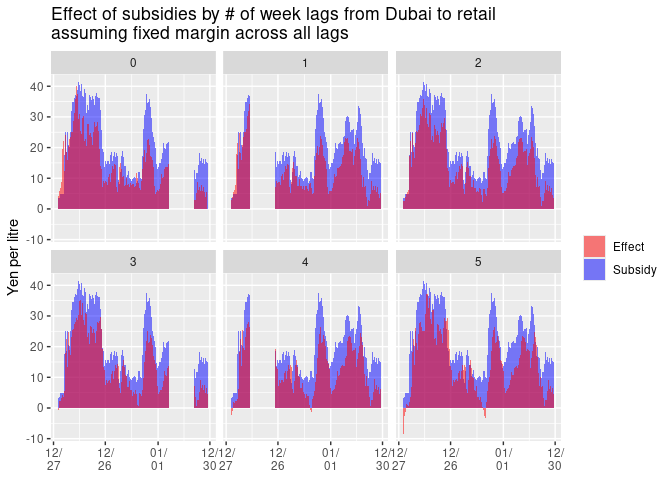 Effect of subsidies by # of week lags from Dubai to retail
assuming fixed margin across all lags
0 1 2
40
30
20
10
0
-10
3 4 5
40
30
20
10
0
-10
12/ 12/ 01/ 12/ 12/ 12/ 01/ 12/ 12/ 12/ 01/ 12/
27 26 01 30 27 26 01 30 27 26 01 30
Yen per litre
Effect
Subsidy